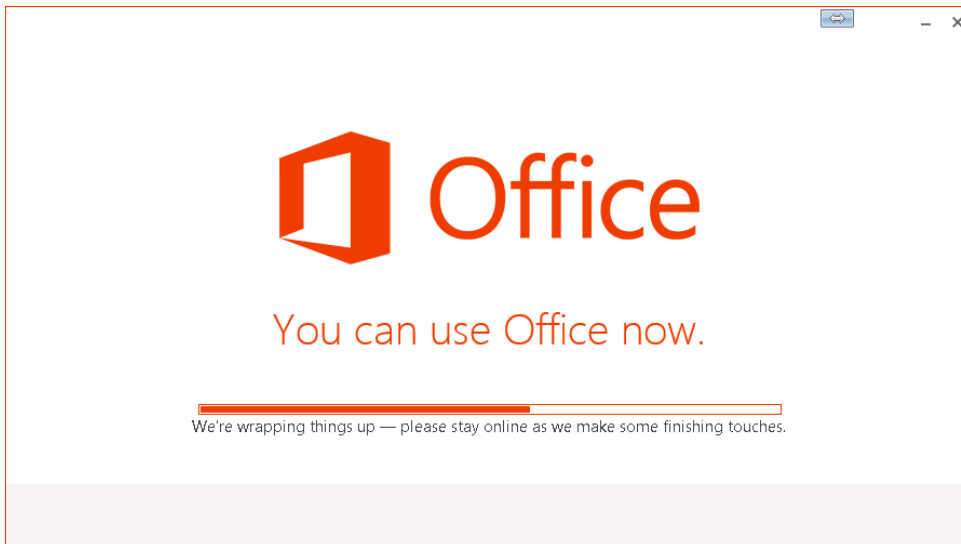 Office
You can use Office now.
We're wrapping things up — please stay online as we make some finishing touches.